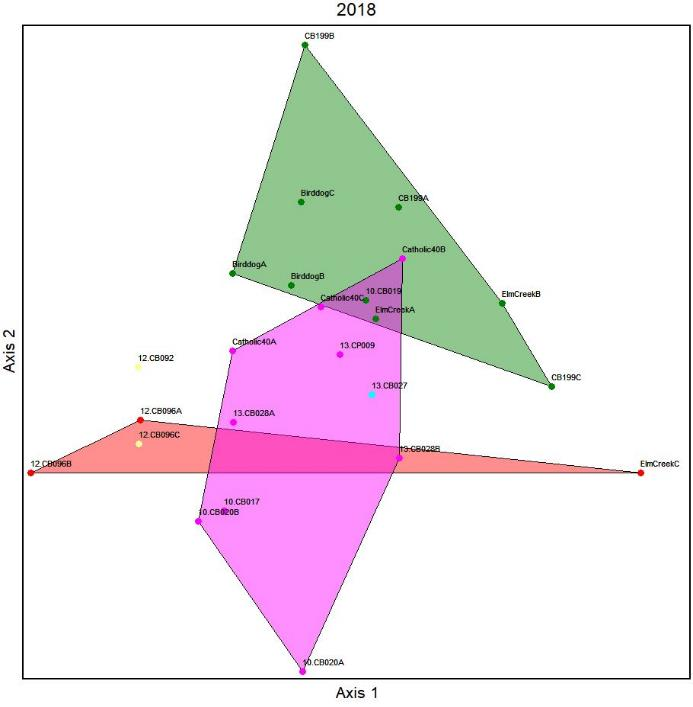 2018
CB199B
BirddogC
CB199A
Catholic40B
BirddogA
BirddogB
10.CB019
Catholic40C
ElmCreekB
ElmCreekA
Catholic40A
13.CP009
12.CB092
CB199C
13.CB027
12.CB096A
13.CB028A
12.CB096C
13.CB028B
12.CB096B
ElmCreekC
10.CB017
10.CB020B
10.CB020A
Axis 2
Axis 1